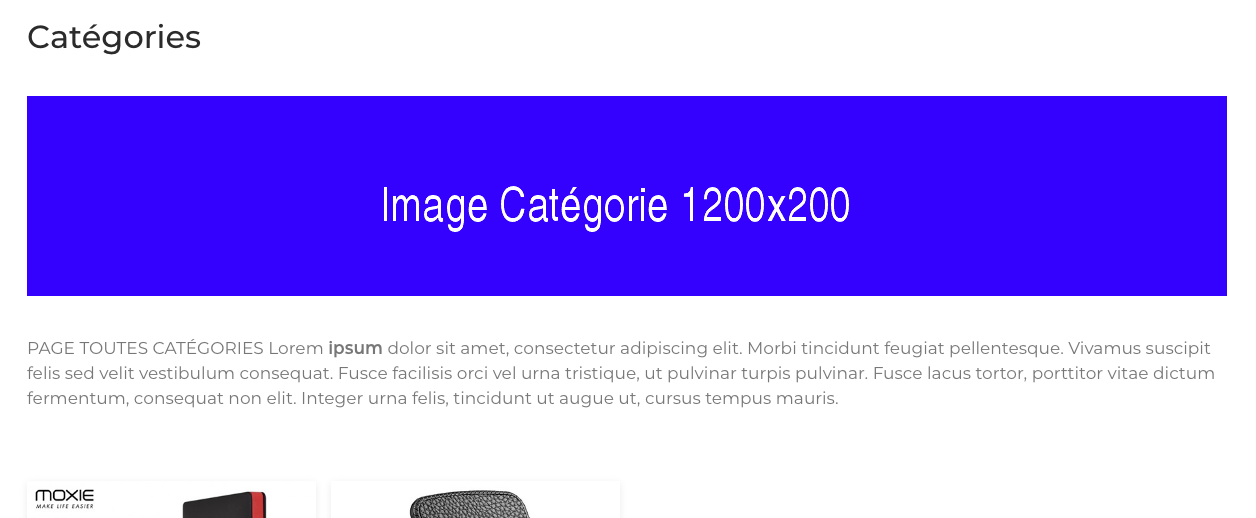 Catégories
Image Catégorie 1200x200
PAGE TOUTES CATÉGORIES Lorem ipsum dolor sit amet, consectetur adipiscing elit. Morbi tincidunt feugiat pellentesque. Vivamus suscipit
felis sed velit vestibulum consequat. Fusce facilisis orci vel urna tristique, ut pulvinar turpis pulvinar. Fusce lacus tortor, porttitor vitae dictum
fermentum, consequat non elit. Integer urna felis, tincidunt ut augue ut, cursus tempus mauris.
MOXIE
MAKE LIFE EASIER